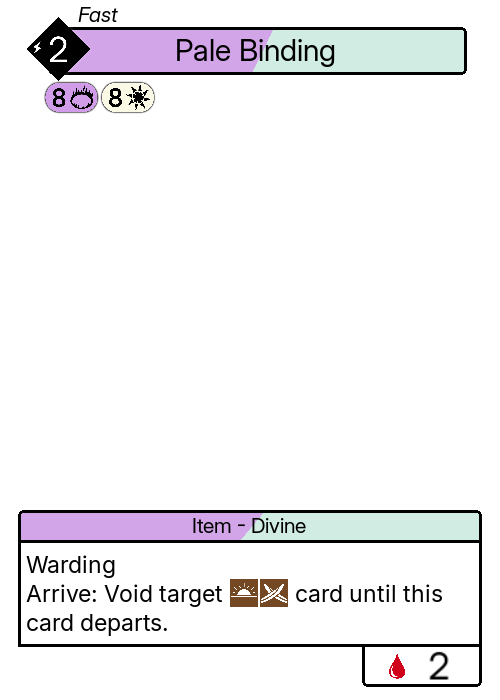 Fast
2
Pale Binding
8 8
Item - Divine
Warding
Arrive: Void target card until this
card departs.
2